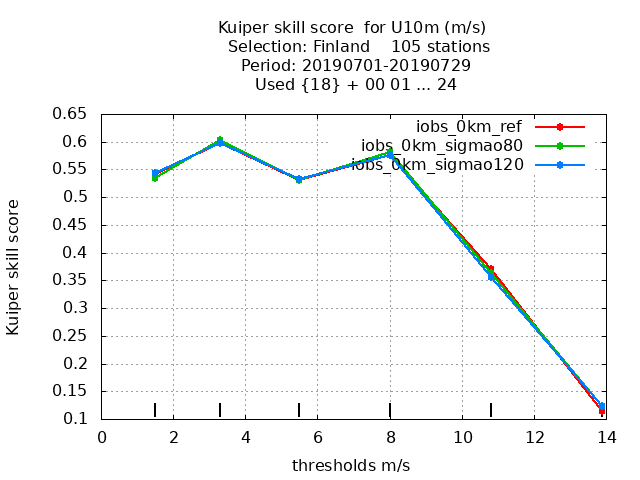 Kuiper skill score  for U10m (m/s)
Selection: Finland    105 stations
Period: 20190701-20190729
Used {18} + 00 01 ... 24
iobs_0km_ref
iobs_0km_sigmao80
iobs_0km_sigmao120
Kuiper skill score
0.65
0.6
0.55
0.5
0.45
0.4
0.35
0.3
0.25
0.2
0.15
0.1
0 2 4 6 8 10 12 14
thresholds m/s